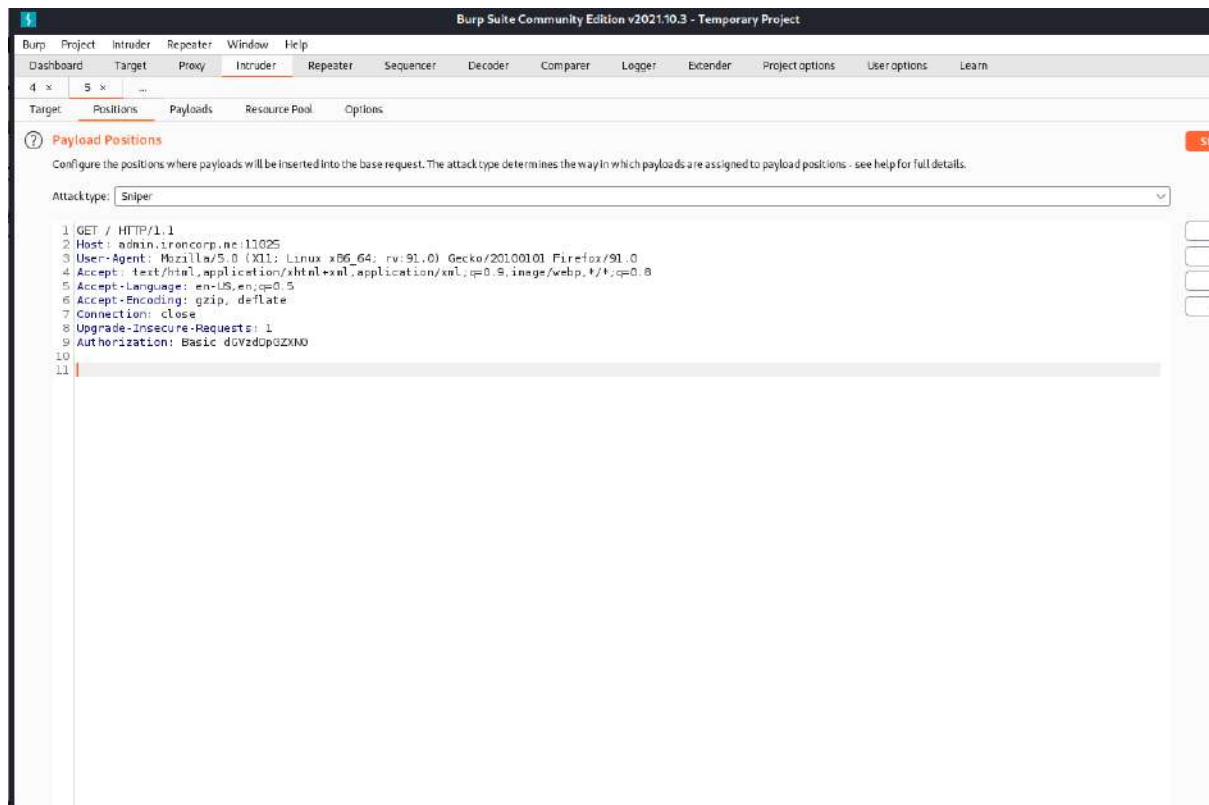 Burp Suite Community Edition v2021.10.3 - Temporary Project
Burp Project Intruder Repeater Window Help
Dashboard Target Proxy Intruder Repeater Sequencer Decoder Comparer Logger Extender Project options User options Learn
4 × 5 × ...
Target Positions Payloads Resource Pool Options
? Payload Positions
Configure the positions where payloads will be inserted into the base request. The attack type determines the way in which payloads are assigned to payload positions - see help for full details.
Attack type: Sniper
1 GET / HTTP/1.1
2 Host: admin.ironcorp.me:11025
3 User-Agent: Mozilla/5.0 (X11; Linux x86_64; rv:91.0) Gecko/20100101 Firefox/91.0
4 Accept: text/html,application/xhtml+xml,application/xml;q=0.9,image/webp,*/*;q=0.8
5 Accept-Language: en-US,en;q=0.5
6 Accept-Encoding: gzip, deflate
7 Connection: close
8 Upgrade-Insecure-Requests: 1
9 Authorization: Basic
10
11